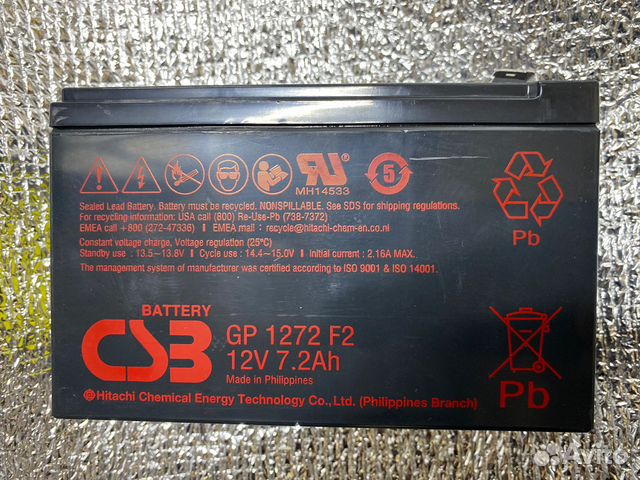 MH14533
5
Sealed Lead Battery. Battery must be recycled. NONSPILLABLE. See SDS for shipping regulations.
For recycling information: USA call (800) Re-Use-Pb (738-7372)
EMEA call +800 (272-47336) | EMEA mail : recycle@hitachi-chem-en.co.nl
Constant voltage charge, Voltage regulation (25°C)
Standby use : 13.5~13.8V | Cycle use : 14.4~15.0V | Initial current : 2.16A MAX.
The management system of manufacturer was certified according to ISO 9001 & ISO 14001.
Pb
BATTERY
CSB
GP 1272 F2
12V 7.2Ah
Made in Philippines
Pb
Hitachi Chemical Energy Technology Co., Ltd. (Philippines Branch)
Avito